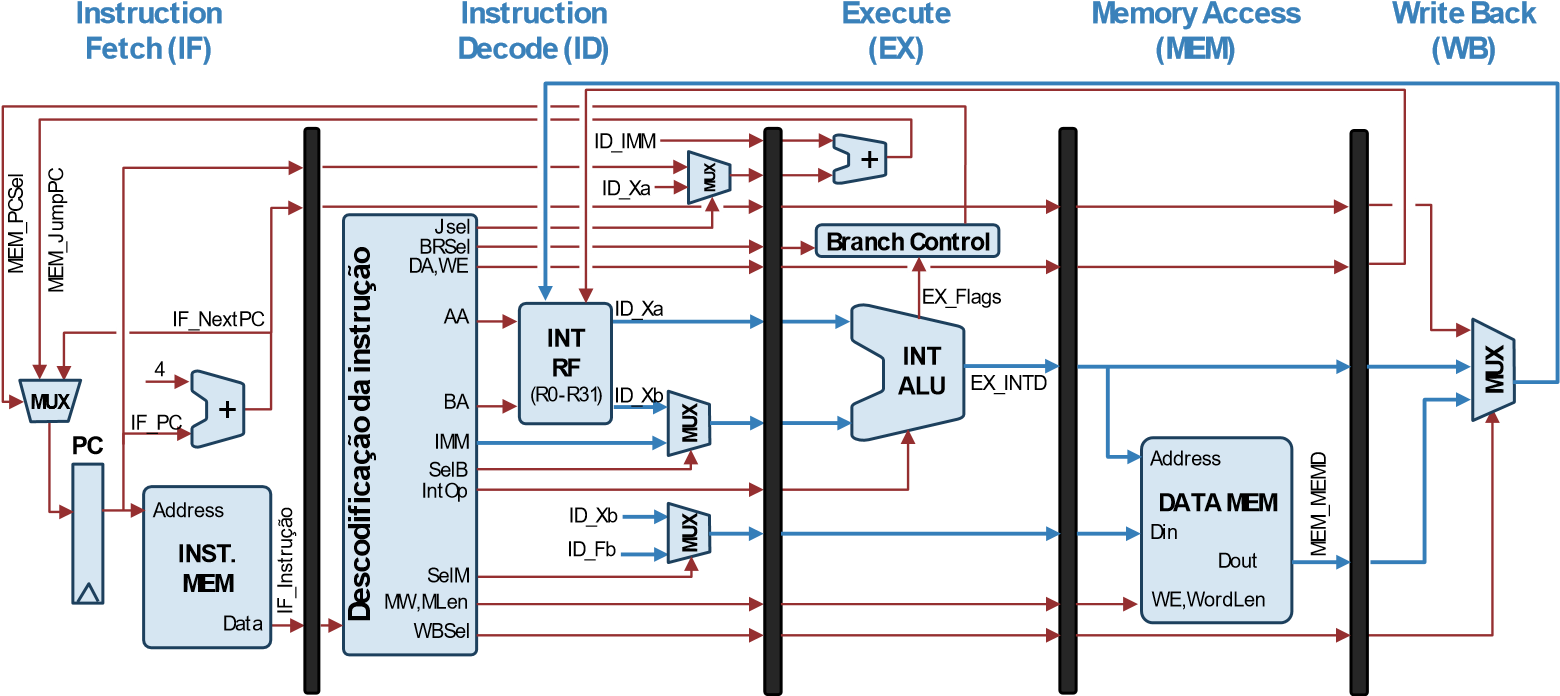 Instruction
Fetch (IF)
Instruction
Decode (ID)
Execute
(EX)
Memory Access
(MEM)
Write Back
(WB)
MEM_PCSel
MEM_JumpPC
IF_NextPC
4
+
MUX
IF_PC
PC
Address
INST.
MEM
Data
IF_Instrução
Descodificação da instrução
Jsel
BRSel
DA,WE
AA
BA
IMM
SelB
IntOp
SelM
MW,MLen
WBSel
ID_IMM
ID_Xa
MUX
INT
RF
(R0-R31)
ID_Xa
ID_Xb
MUX
ID_Xb
ID_Fb
MUX
+
Branch Control
EX_Flags
INT
ALU
EX_INTD
Address
DATA MEM
Din
Dout
WE,WordLen
MEM_MEMD
MUX